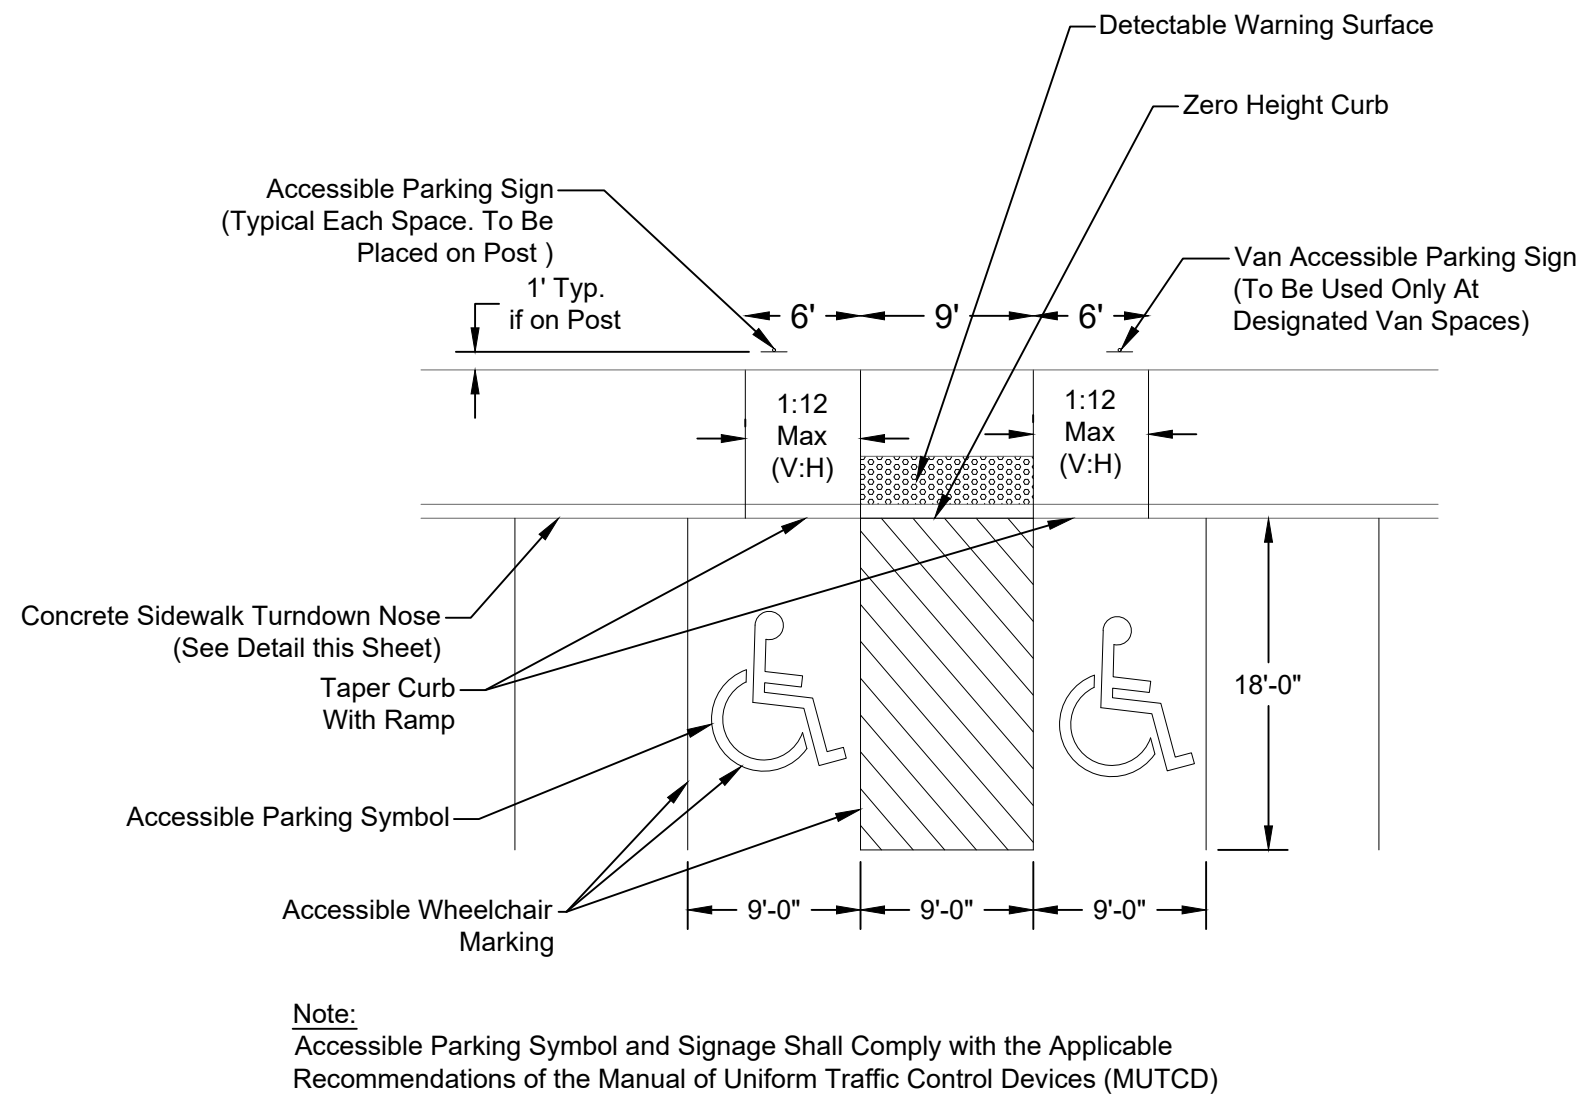 Detectable Warning Surface
Zero Height Curb
Accessible Parking Sign
(Typical Each Space. To Be
Placed on Post )
1' Typ.
if on Post
Van Accessible Parking Sign
(To Be Used Only At
Designated Van Spaces)
6'
9'
6'
1:12
Max
(V:H)
1:12
Max
(V:H)
Concrete Sidewalk Turndown Nose
(See Detail this Sheet)
Taper Curb
With Ramp
18'-0"
Accessible Parking Symbol
Accessible Wheelchair
Marking
9'-0"
9'-0"
9'-0"
Note:
Accessible Parking Symbol and Signage Shall Comply with the Applicable
Recommendations of the Manual of Uniform Traffic Control Devices (MUTCD)